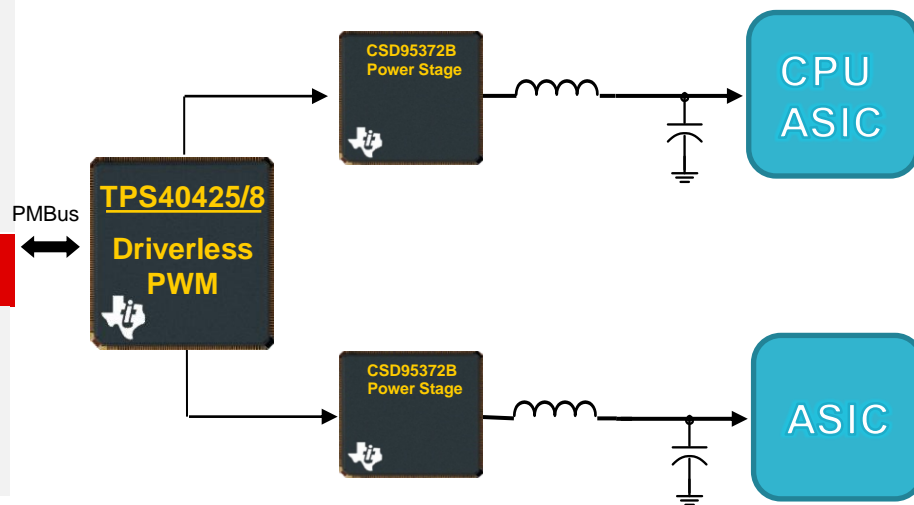 CSD95372B
Power Stage
CPU
ASIC
TPS40425/8
Driverless
PWM
PMBus
CSD95372B
Power Stage
ASIC